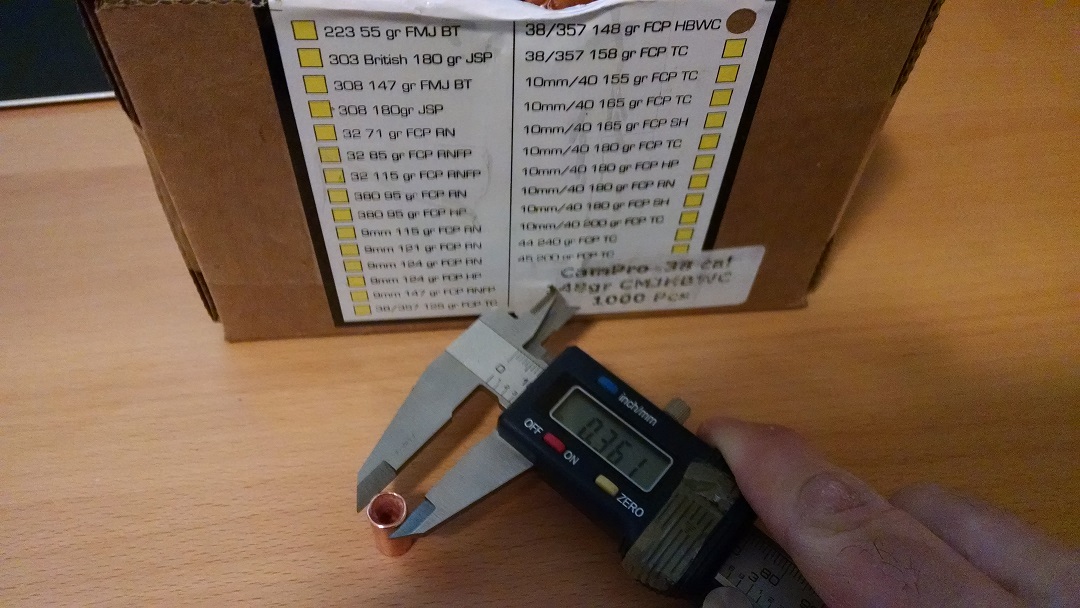 223 55 gr FMJ BT
303 British 180 gr JSP
308 147 gr FMJ BT
308 180gr JSP
32 71 gr FCP RN
32 85 gr FCP RNFP
32 115 gr FCP RNFP
380 95 gr FCP RN
380 95 gr FCP HP
9mm 115 gr FCP RN
9mm 121 gr FCP RN
9mm 124 gr FCP RN
9mm 124 gr FCP HP
9mm 147 gr FCP RNFP
38/357 125 gr FCP TC
38/357 148 gr FCP HBWC
38/357 158 gr FCP TC
10mm/40 155 gr FCP TC
10mm/40 165 gr FCP TC
10mm/40 165 gr FCP SH
10mm/40 180 gr FCP TC
10mm/40 180 gr FCP HP
10mm/40 180 gr FCP RN
10mm/40 180 gr FCP SH
10mm/40 200 gr FCP TC
44 240 gr FCP TC
45 200 gr FCP TC
CamPro .38 cal
48gr CMJHBWC
1000 Pcs
inch/mm
0.361
OFF
ON
ZERO